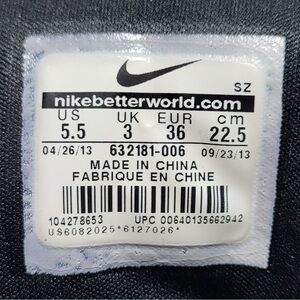 SZ
nikebetterworld.com
US UK EUR cm
5.5 3 36 22.5
04/26/13 632181-006 09/23/13
MADE IN CHINA
FABRIQUE EN CHINE
104278653 UPC 00640135662942
US6082025*6127026*